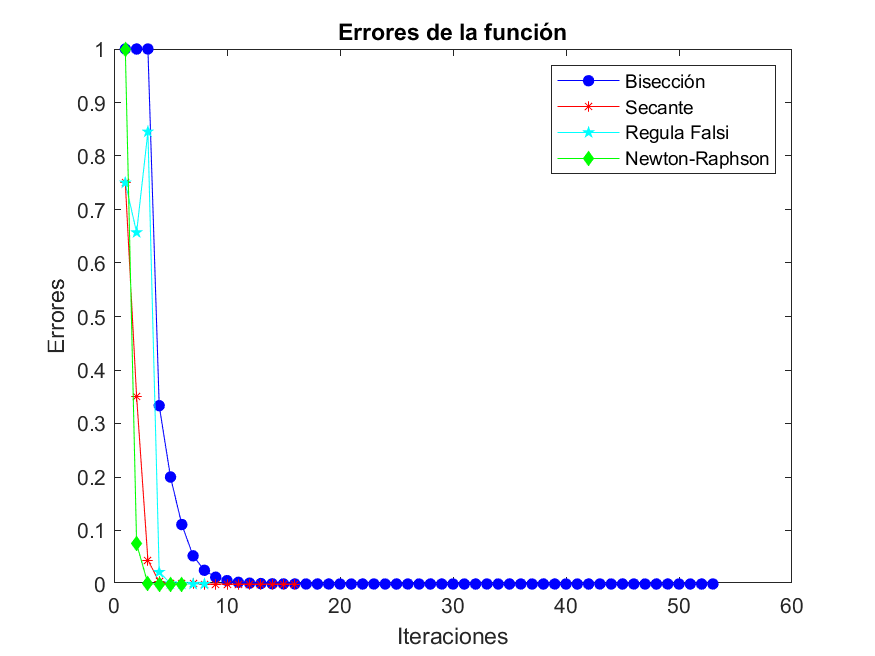 Errores de la función
Bisección
Secante
Regula Falsi
Newton-Raphson
Errores
1
0.9
0.8
0.7
0.6
0.5
0.4
0.3
0.2
0.1
0
0 10 20 30 40 50 60
Iteraciones